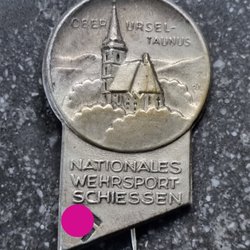 OBER URSEL-
TAUNUS
NATIONALES
WEHRSPORT-
SCHIESSEN